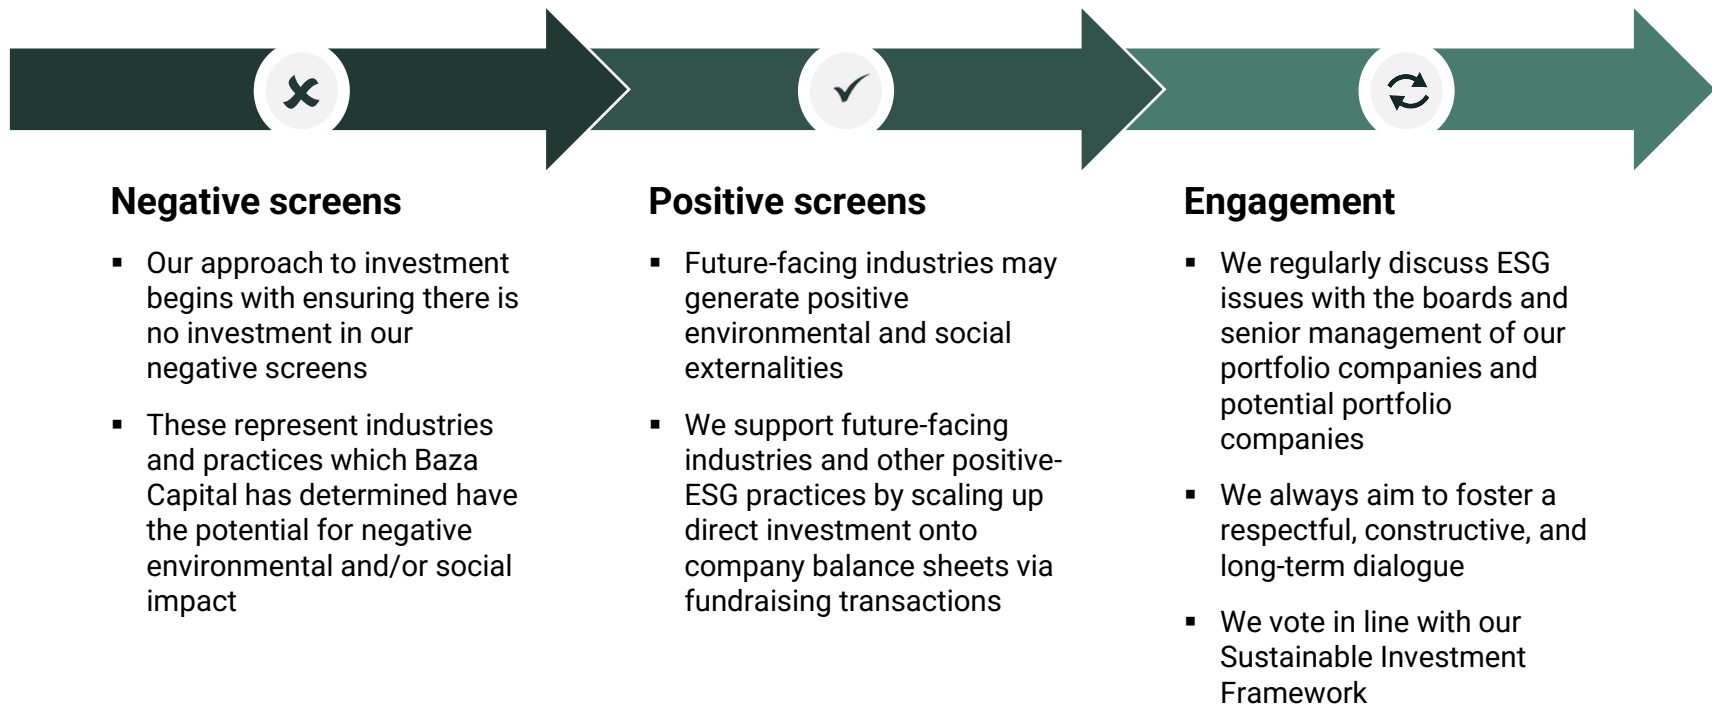 Negative screens
▪ Our approach to investment
begins with ensuring there is
no investment in our
negative screens
▪ These represent industries
and practices which Baza
Capital has determined have
the potential for negative
environmental and/or social
impact
Positive screens
▪ Future-facing industries may
generate positive
environmental and social
externalities
▪ We support future-facing
industries and other positive-
ESG practices by scaling up
direct investment onto
company balance sheets via
fundraising transactions
Engagement
▪ We regularly discuss ESG
issues with the boards and
senior management of our
portfolio companies and
potential portfolio
companies
▪ We always aim to foster a
respectful, constructive, and
long-term dialogue
▪ We vote in line with our
Sustainable Investment
Framework